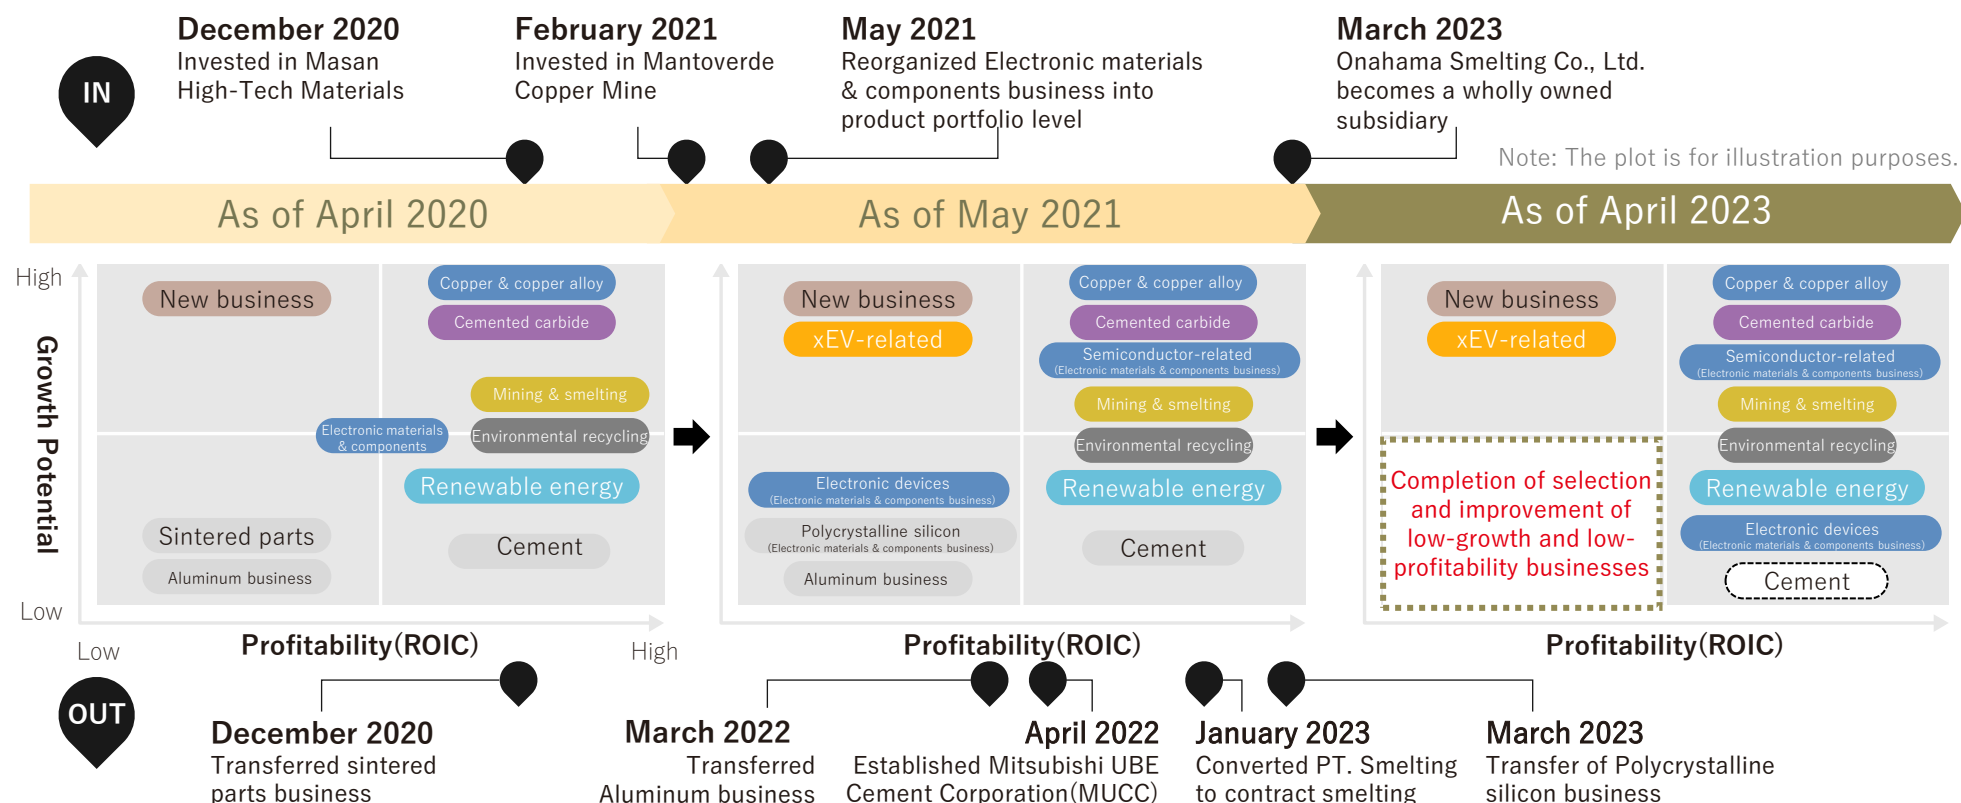 IN
December 2020
Invested in Masan
High-Tech Materials
February 2021
Invested in Mantoverde
Copper Mine
May 2021
Reorganized Electronic materials
& components business into
product portfolio level
March 2023
Onahama Smelting Co., Ltd.
becomes a wholly owned
subsidiary
Note: The plot is for illustration purposes.
As of April 2020
As of May 2021
As of April 2023
High
Growth Potential
Low
New business
Copper & copper alloy
Cemented carbide
Mining & smelting
Electronic materials
& components
Environmental recycling
Renewable energy
Sintered parts
Aluminum business
Cement
Low
Profitability(ROIC)
High
New business
xEV-related
Copper & copper alloy
Cemented carbide
Semiconductor-related
(Electronic materials & components business)
Mining & smelting
Environmental recycling
Electronic devices
(Electronic materials & components business)
Renewable energy
Polycrystalline silicon
(Electronic materials & components business)
Aluminum business
Cement
Profitability(ROIC)
New business
xEV-related
Copper & copper alloy
Cemented carbide
Semiconductor-related
(Electronic materials & components business)
Mining & smelting
Environmental recycling
Completion of selection
and improvement of
low-growth and low-
profitability businesses
Renewable energy
Electronic devices
(Electronic materials & components business)
Cement
Profitability(ROIC)
OUT
December 2020
Transferred sintered
parts business
March 2022
Transferred
Aluminum business
April 2022
Established Mitsubishi UBE
Cement Corporation(MUCC)
January 2023
Converted PT. Smelting
to contract smelting
March 2023
Transfer of Polycrystalline
silicon business